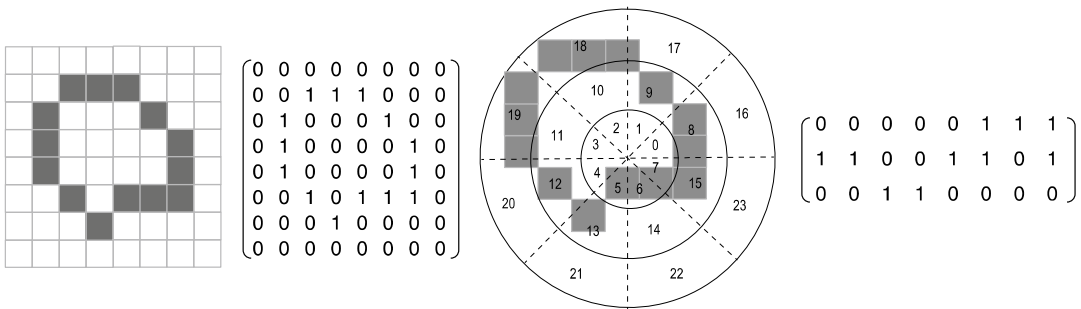 0 0 0 0 0 0 0 0
0 0 1 1 1 0 0 0
0 1 0 0 0 1 0 0
0 1 0 0 0 0 1 0
0 1 0 0 0 0 1 0
0 0 1 0 1 1 1 0
0 0 0 1 0 0 0 0
0 0 0 0 0 0 0 0
18 17
10 9
19 2 1 8 16
11 3 0
4 7
12 5 6 15
20 13 14 23
21 22
0 0 0 0 0 1 1 1
1 1 0 0 1 1 0 1
0 0 1 1 0 0 0 0